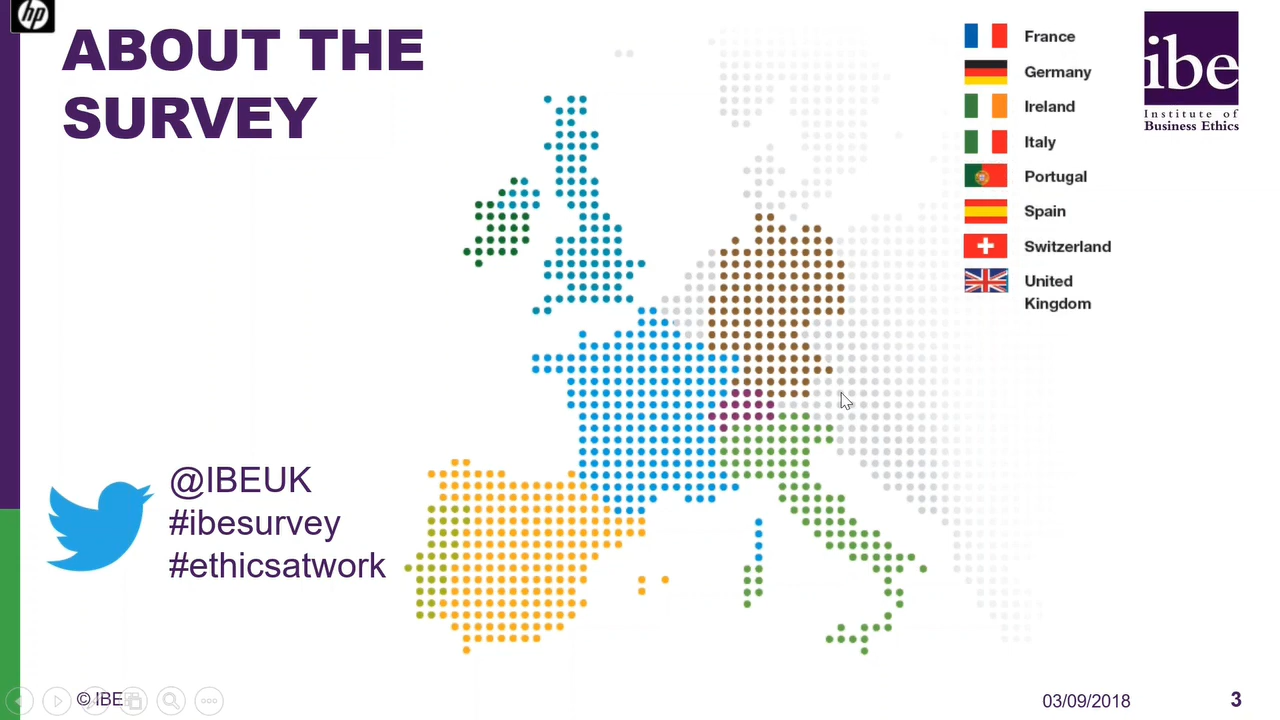 hp
ABOUT THE
SURVEY
France
Germany
Ireland
Italy
Portugal
Spain
Switzerland
United
Kingdom
ibe
Institute of
Business Ethics
@IBEUK
#ibesurvey
#ethicsatwork
© IBE
03/09/2018
3